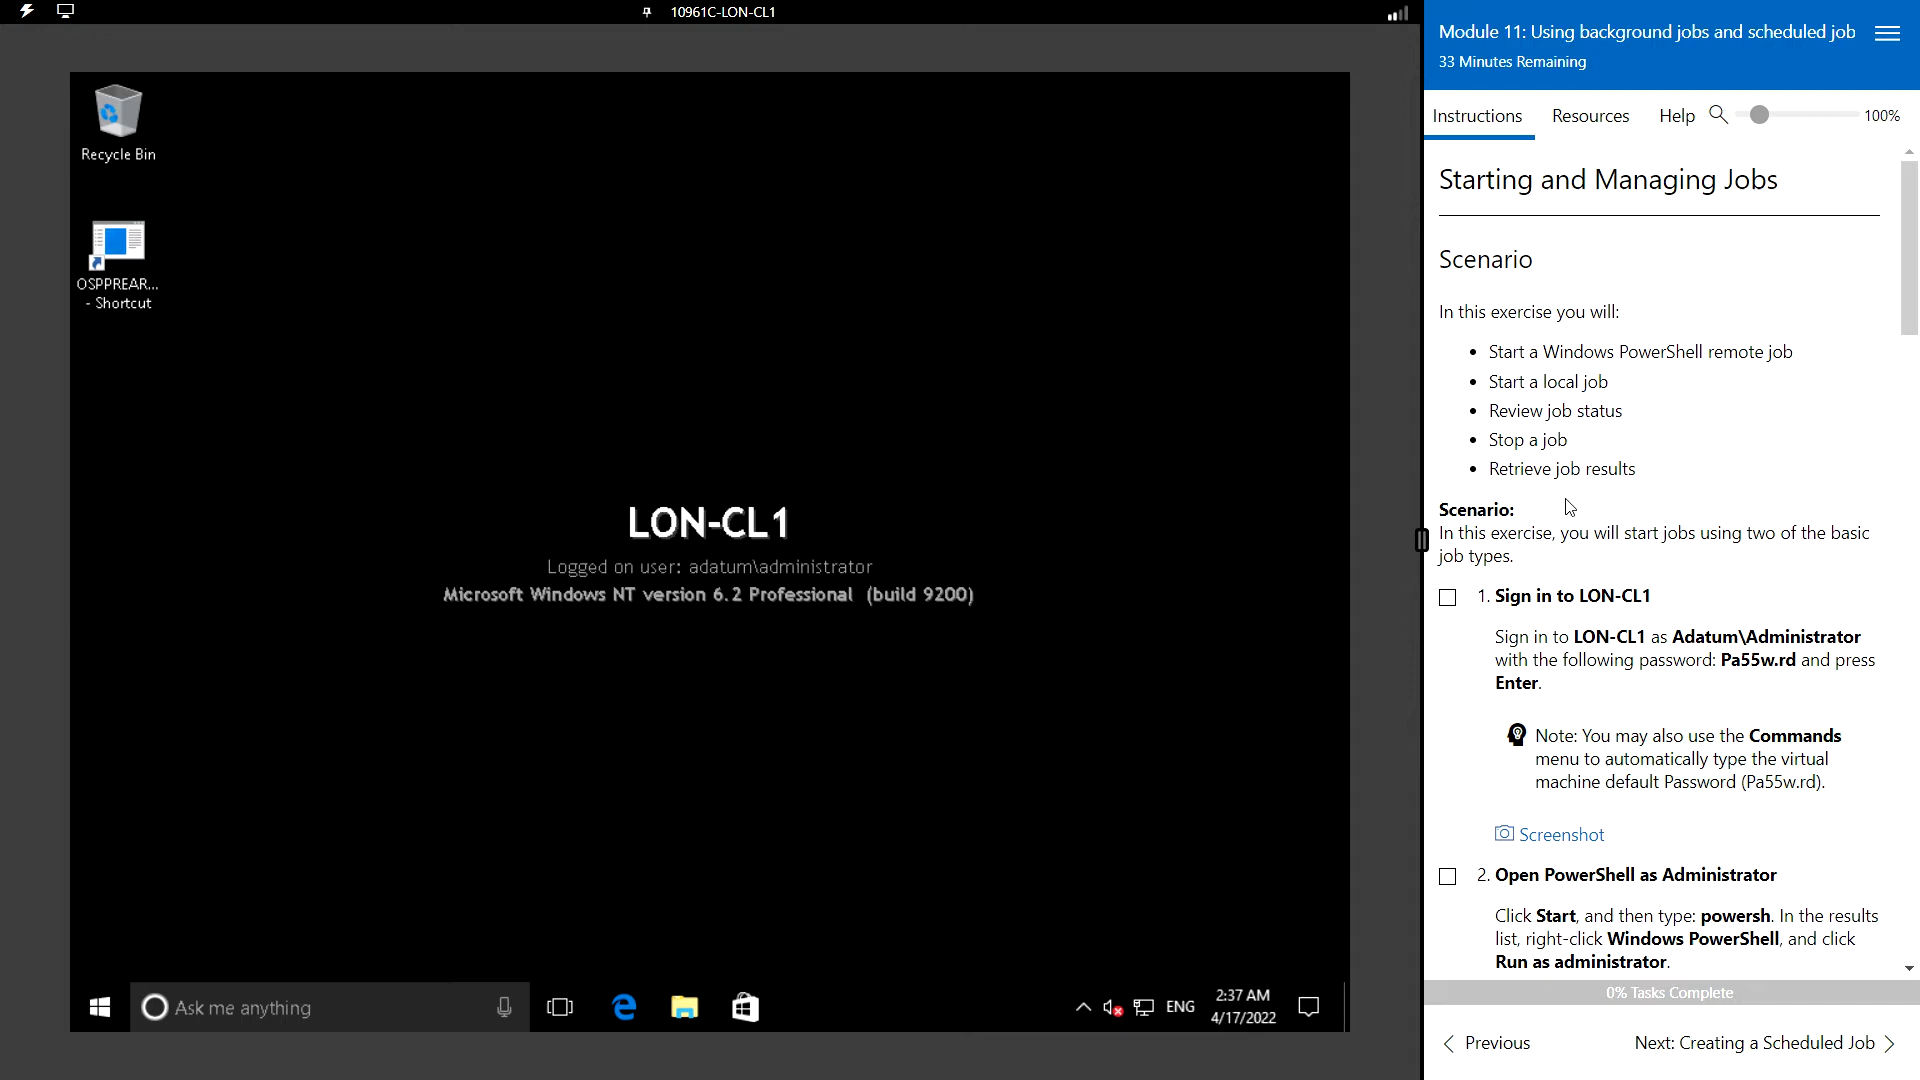 10961C-LON-CL1
Recycle Bin
OSPPREAR...
- Shortcut
LON-CL1
Logged on user: adatum\administrator
Microsoft Windows NT version 6.2 Professional (build 9200)
Ask me anything
ENG
2:37 AM
4/17/2022
Module 11: Using background jobs and scheduled job
33 Minutes Remaining
Instructions Resources Help 100%
Starting and Managing Jobs
Scenario
In this exercise you will:
• Start a Windows PowerShell remote job
• Start a local job
• Review job status
• Stop a job
• Retrieve job results
Scenario:
In this exercise, you will start jobs using two of the basic
job types.
1. Sign in to LON-CL1
Sign in to LON-CL1 as Adatum\Administrator
with the following password: Pa55w.rd and press
Enter.
Note: You may also use the Commands
menu to automatically type the virtual
machine default Password (Pa55w.rd).
Screenshot
2. Open PowerShell as Administrator
Click Start, and then type: powersh. In the results
list, right-click Windows PowerShell, and click
Run as administrator.
0% Tasks Complete
Previous
Next: Creating a Scheduled Job